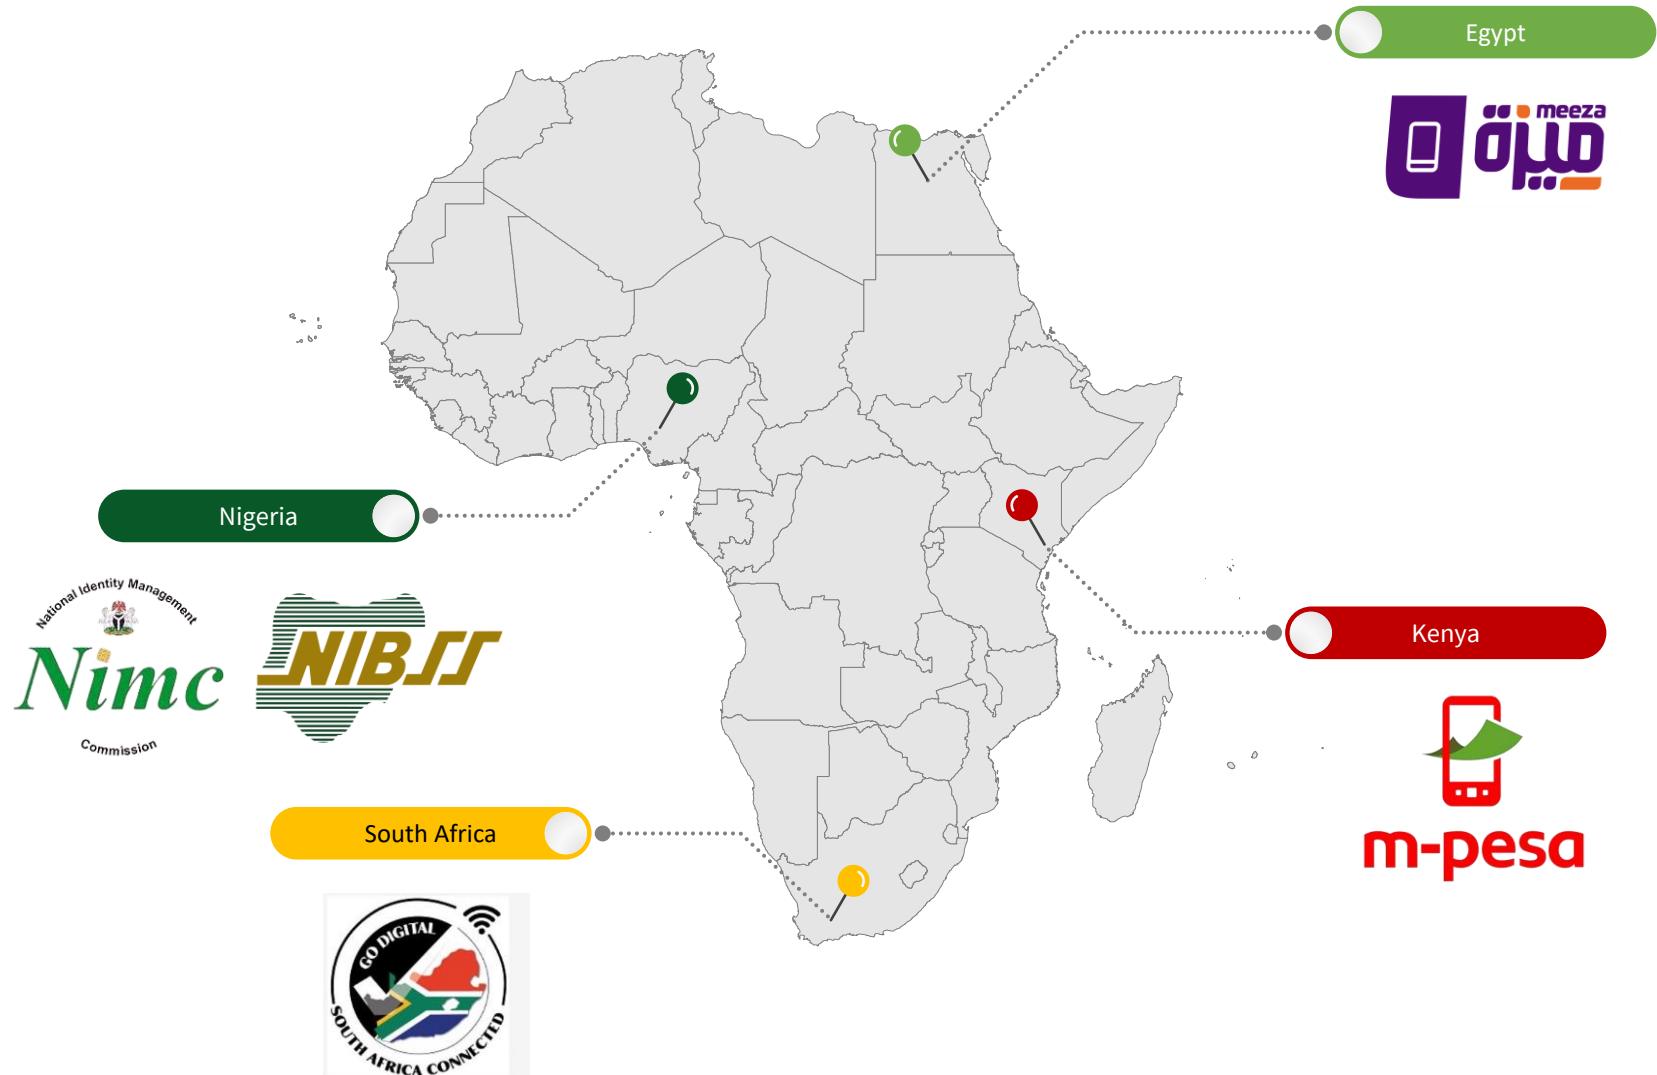 Egypt
meeza
ميزة
Nigeria
National Identity Management
Nimc
Commission
NIBSS
Kenya
m-pesa
South Africa
GO DIGITAL
SOUTH AFRICA CONNECTED